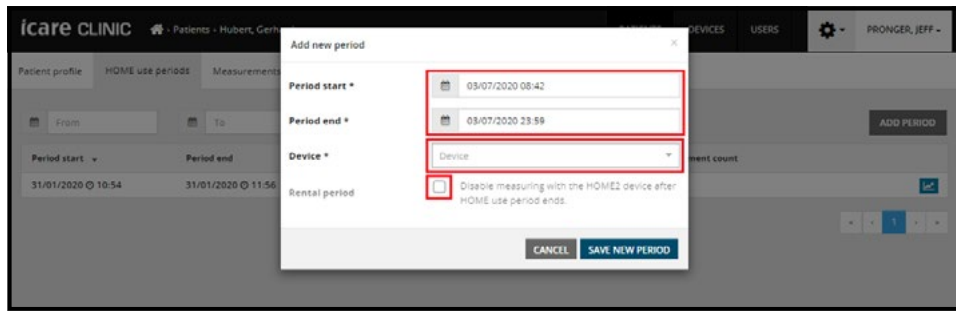 icare CLINIC
Patients - Hubert, Gerh
DEVICES
USERS
PRONGER, JEFF
Patient profile
HOME use periods
Measurements
Add new period
×
Period start *
03/07/2020 08:42
Period end *
03/07/2020 23:59
Device *
Device
Rental period
Disable measuring with the HOME2 device after
HOME use period ends.
CANCEL
SAVE NEW PERIOD
From
To
ADD PERIOD
Period start
Period end
ment count
31/01/2020 10:54
31/01/2020 11:56
1